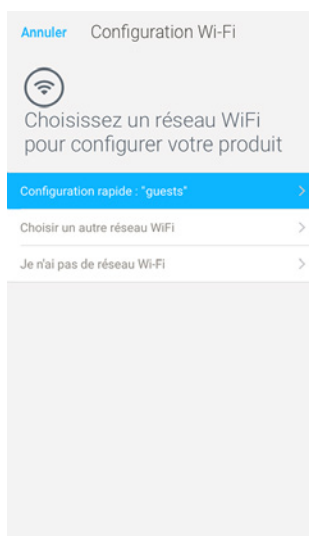 Annuler Configuration Wi-Fi
Choisissez un réseau WiFi
pour configurer votre produit
Configuration rapide : "guests"
Choisir un autre réseau WiFi
Je n'ai pas de réseau Wi-Fi